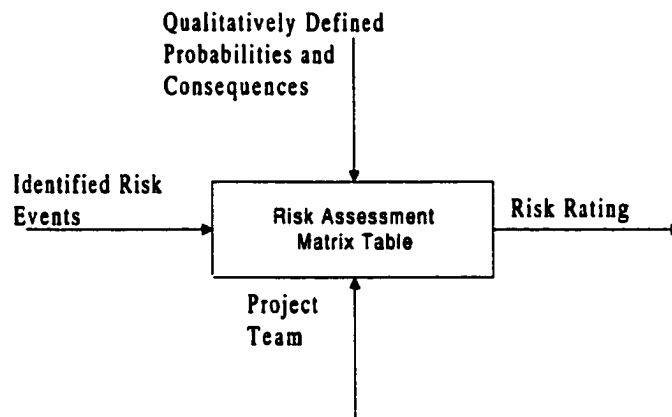 Qualitatively Defined
Probabilities and
Consequences
Identified Risk
Events
Risk Assessment
Matrix Table
Risk Rating
Project
Team